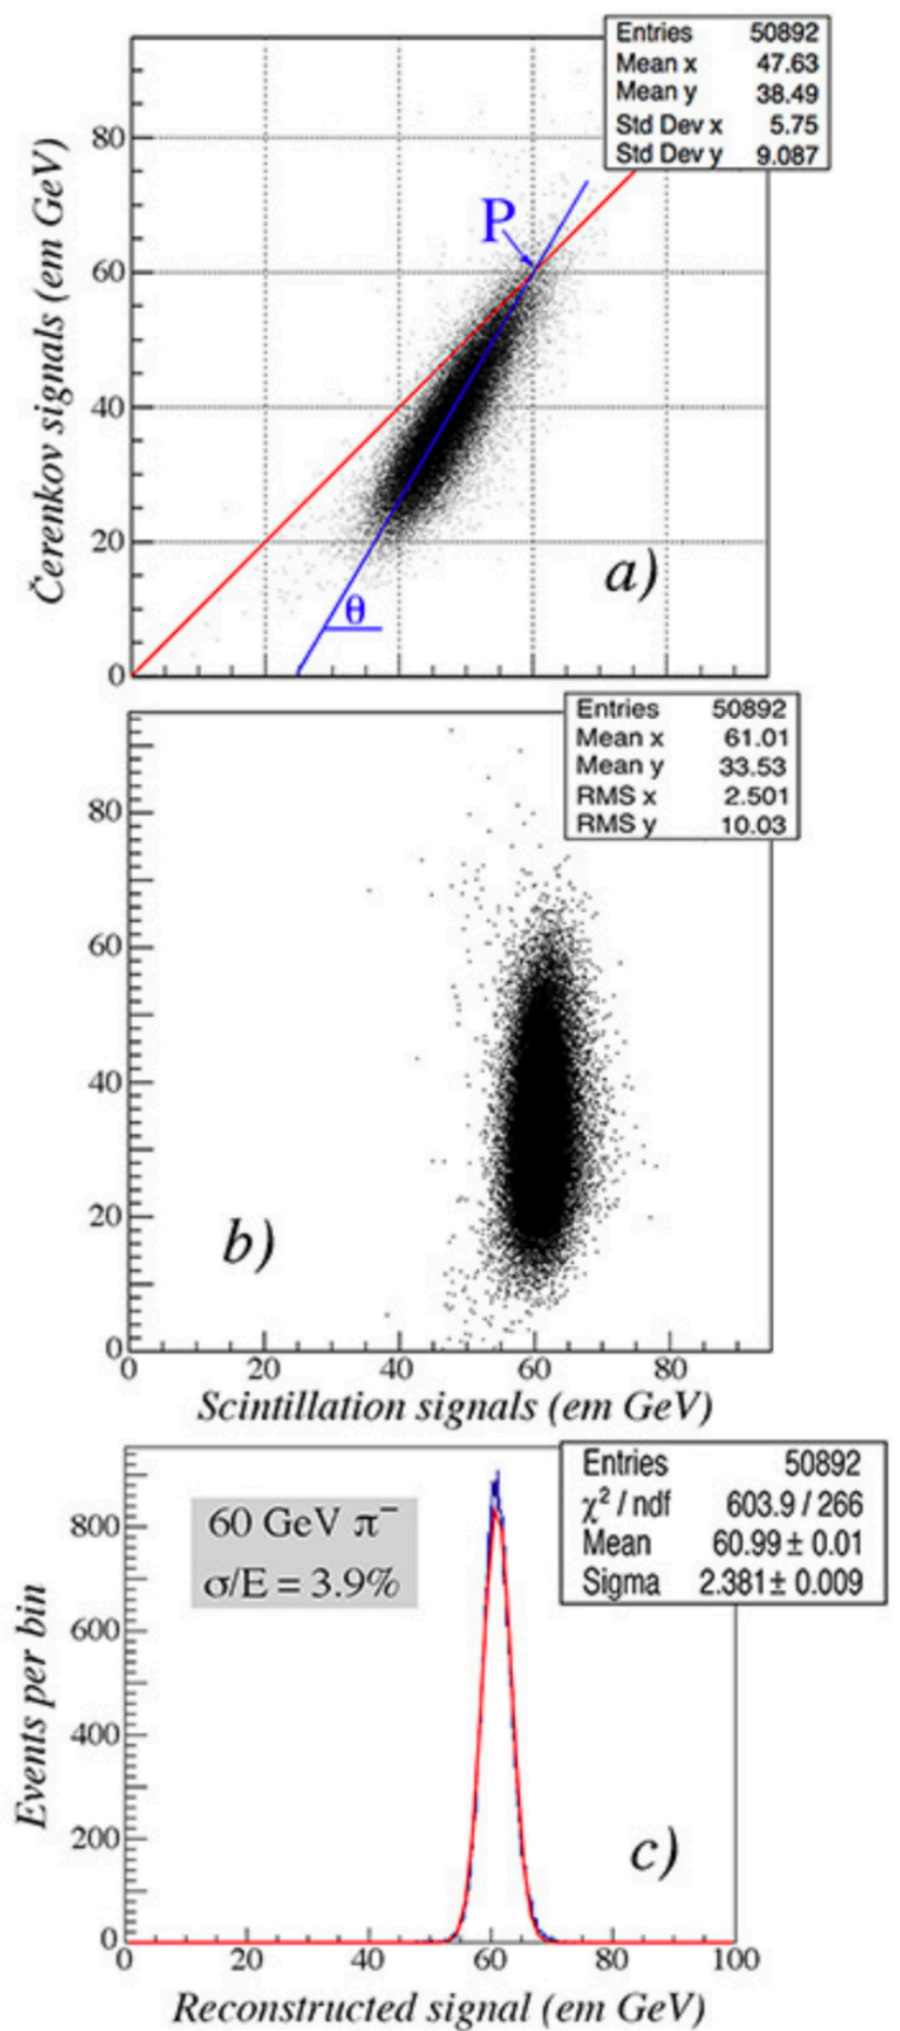 Entries 50892
Mean x 47.63
Mean y 38.49
Std Dev x 5.75
Std Dev y 9.087
Čerenkov signals (em GeV)
80
60
40
20
0
P
θ
a)
Entries 50892
Mean x 61.01
Mean y 33.53
RMS x 2.501
RMS y 10.03
80
60
40
20
0
b)
0 20 40 60 80
Scintillation signals (em GeV)
Entries 50892
χ² / ndf 603.9 / 266
Mean 60.99 ± 0.01
Sigma 2.381 ± 0.009
60 GeV π⁻
σ/E = 3.9%
Events per bin
800
600
400
200
0
c)
0 20 40 60 80 100
Reconstructed signal (em GeV)